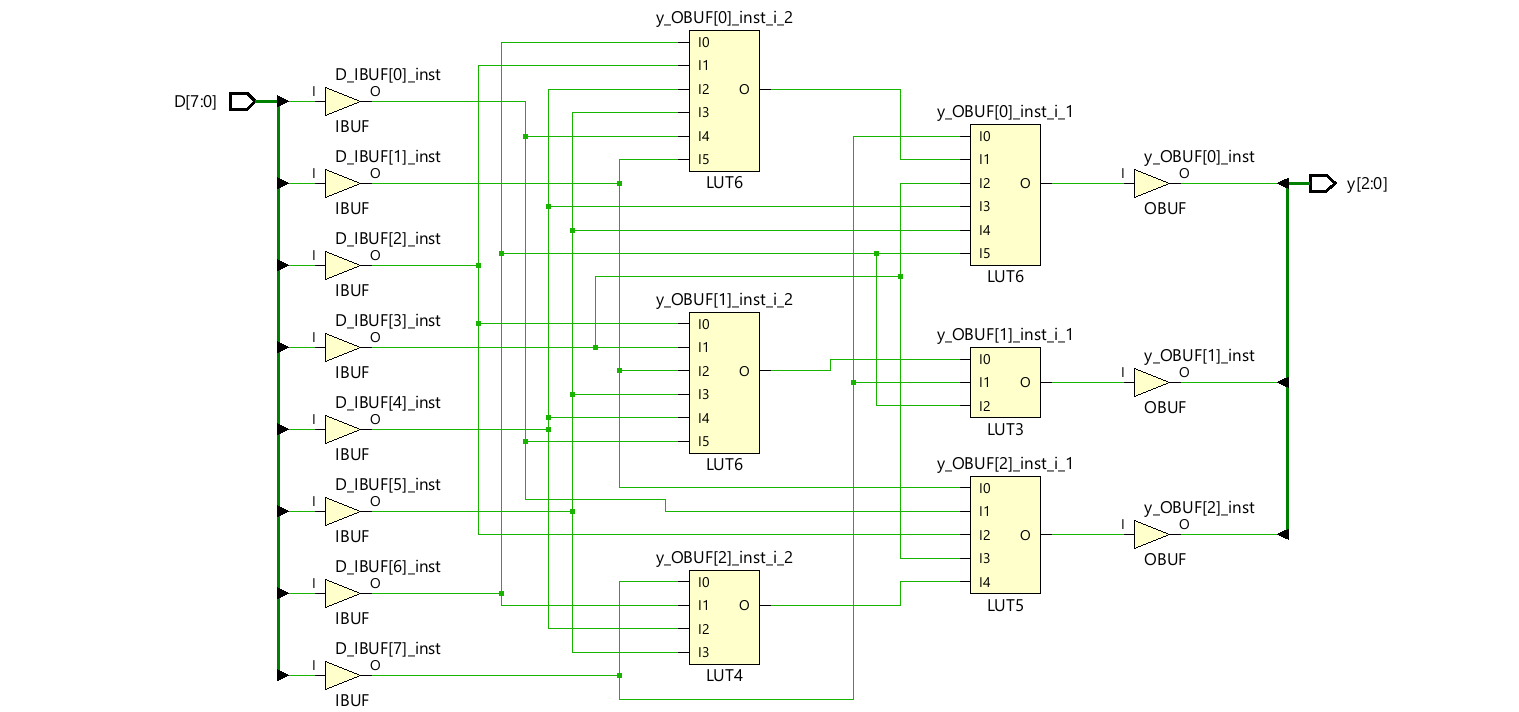 D[7:0]
D_IBUF[0]_inst
I
O
IBUF
D_IBUF[1]_inst
I
O
IBUF
D_IBUF[2]_inst
I
O
IBUF
D_IBUF[3]_inst
I
O
IBUF
D_IBUF[4]_inst
I
O
IBUF
D_IBUF[5]_inst
I
O
IBUF
D_IBUF[6]_inst
I
O
IBUF
D_IBUF[7]_inst
I
O
IBUF
y_OBUF[0]_inst_i_2
I0
I1
I2
O
I3
I4
I5
LUT6
y_OBUF[1]_inst_i_2
I0
I1
I2
O
I3
I4
I5
LUT6
y_OBUF[2]_inst_i_2
I0
I1
O
I2
I3
LUT4
y_OBUF[0]_inst_i_1
I0
I1
I2
O
I3
I4
I5
LUT6
y_OBUF[1]_inst_i_1
I0
I1
O
I2
LUT3
y_OBUF[2]_inst_i_1
I0
I1
I2
O
I3
I4
LUT5
y_OBUF[0]_inst
I
O
OBUF
y_OBUF[1]_inst
I
O
OBUF
y_OBUF[2]_inst
I
O
OBUF
y[2:0]